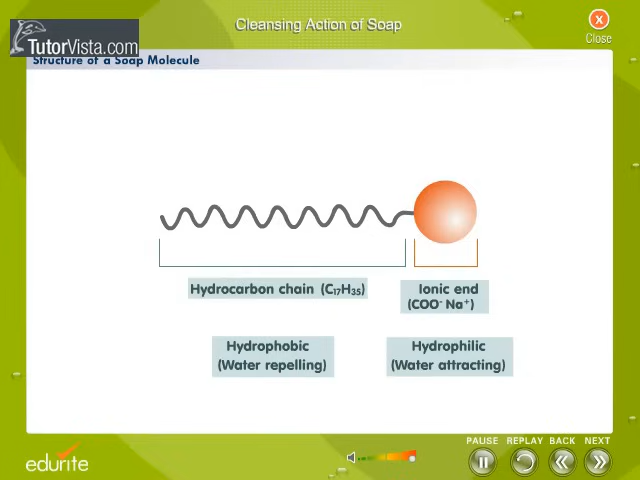 Cleansing Action of Soap
X
Close
TutorVista.com
Structure of a Soap Molecule
Hydrocarbon chain (C₁₇H₃₅)
Ionic end
(COO⁻ Na⁺)
Hydrophobic
(Water repelling)
Hydrophilic
(Water attracting)
edurite
PAUSE REPLAY BACK NEXT